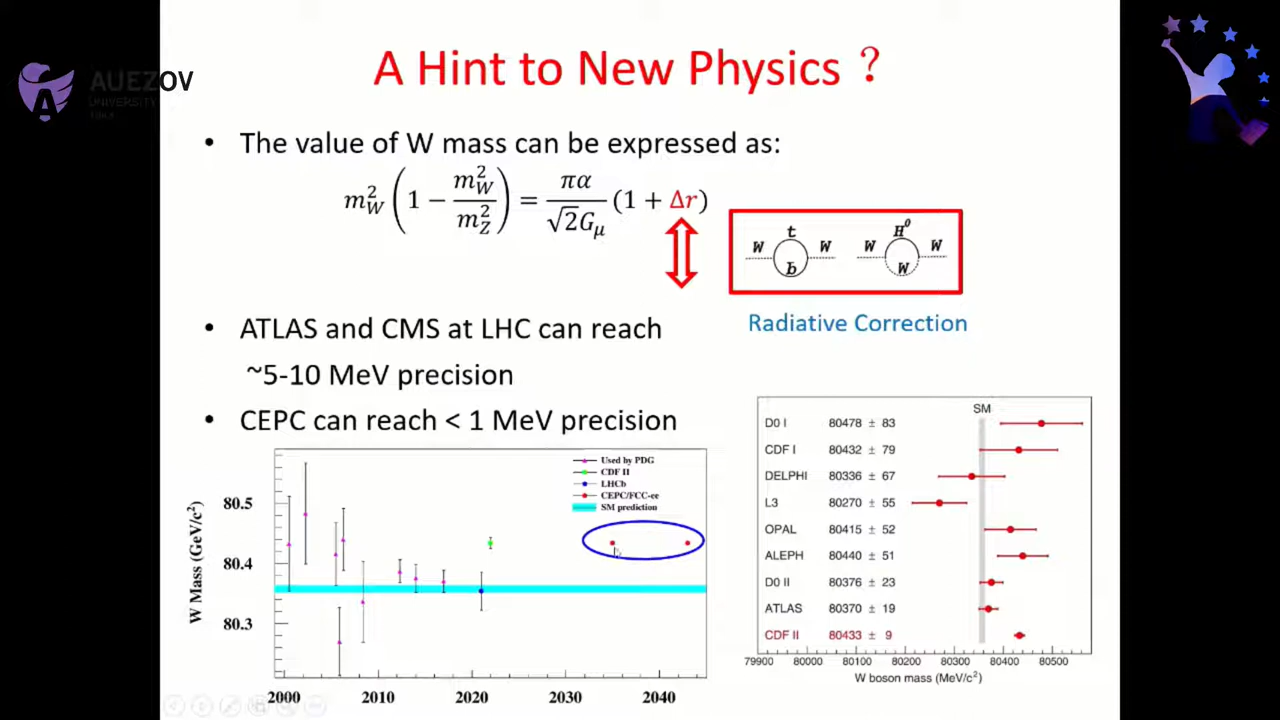 A Hint to New Physics ?
AUEZOV
UNIVERSITY
• The value of W mass can be expressed as:
m_W^2 (1 − m_W^2 / m_Z^2) = πα / √2G_μ (1 + Δr)
W t b W
W H^0 W W
Radiative Correction
• ATLAS and CMS at LHC can reach
~5-10 MeV precision
• CEPC can reach < 1 MeV precision
W Mass (GeV/c²)
80.5
80.4
80.3
2000 2010 2020 2030 2040
Used by PDG
CDF II
LHCb
CEPC/FCC-ee
SM prediction
SM
D0 I 80478 ± 83
CDF I 80432 ± 79
DELPHI 80336 ± 67
L3 80270 ± 55
OPAL 80415 ± 52
ALEPH 80440 ± 51
D0 II 80376 ± 23
ATLAS 80370 ± 19
CDF II 80433 ± 9
79900 80000 80100 80200 80300 80400 80500
W boson mass (MeV/c²)